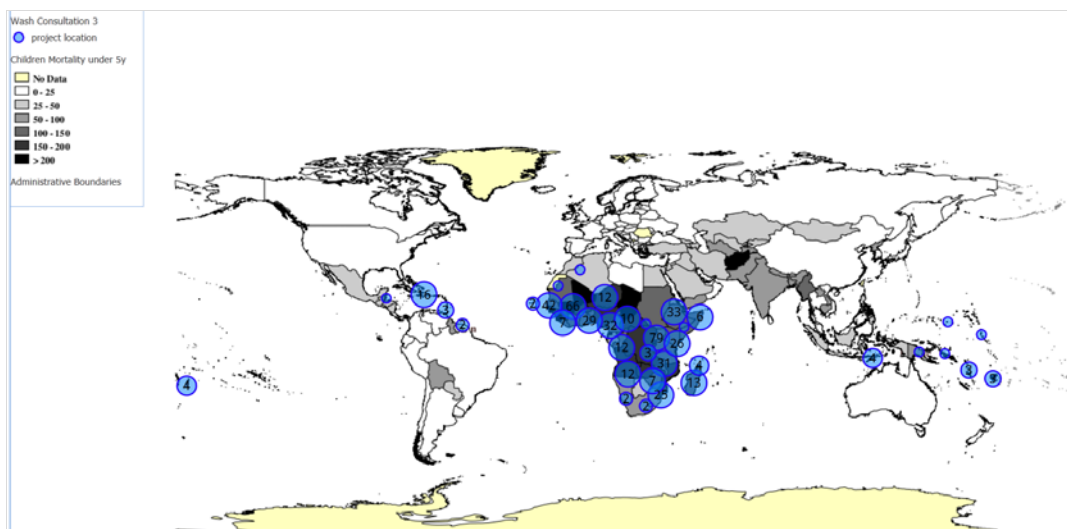 Wash Consultation 3
project location
Children Mortality under 5y
No Data
0 - 25
25 - 50
50 - 100
100 - 150
150 - 200
> 200
Administrative Boundaries
16
3
2
4
2
42
66
12
7
29
32
10
33
6
79
26
12
3
31
4
12
7
13
25
2
2
4
3